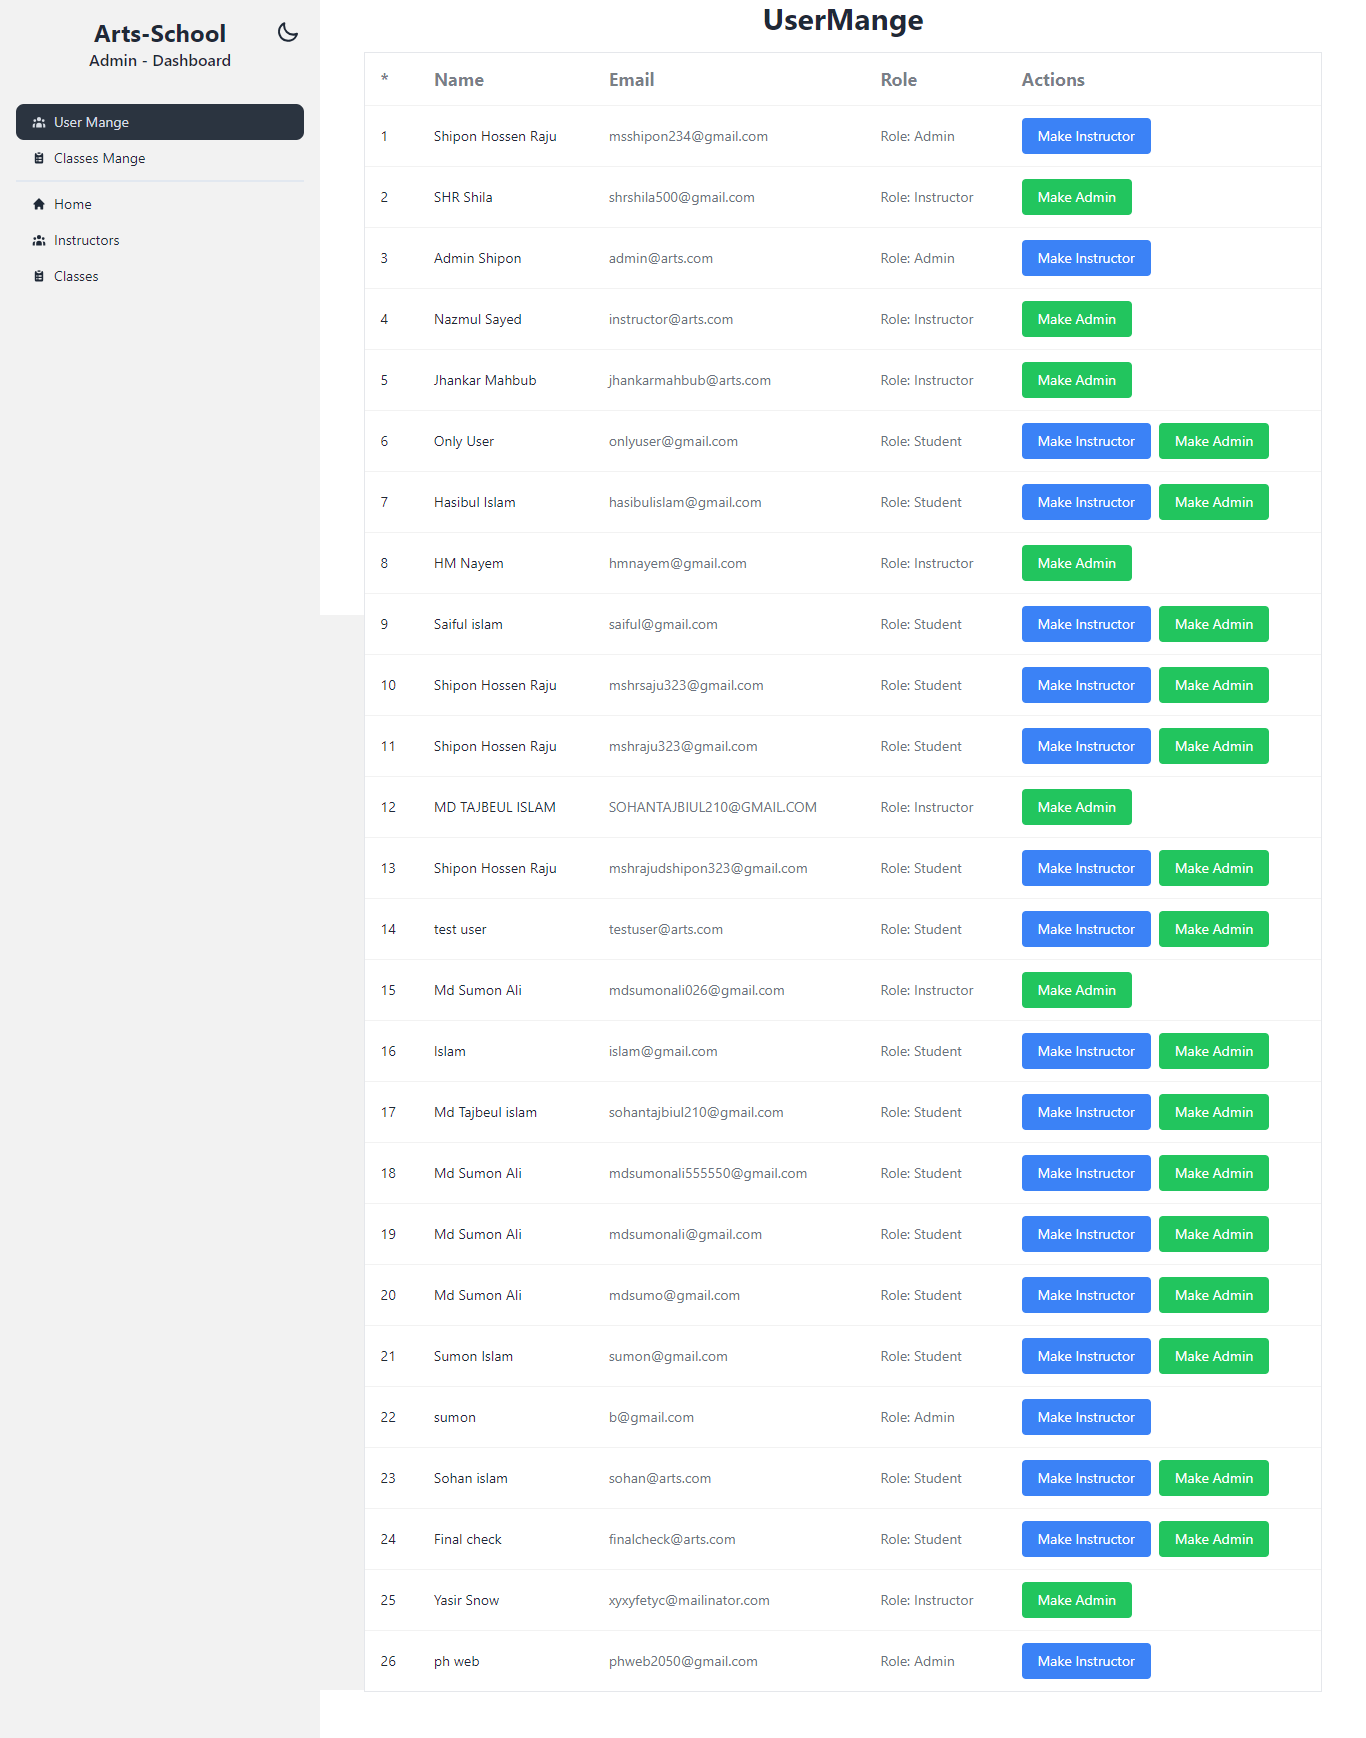 Arts-School
Admin - Dashboard
User Mange
Classes Mange
Home
Instructors
Classes
UserMange
* Name Email Role Actions
1 Shipon Hossen Raju msshipon234@gmail.com Role: Admin Make Instructor
2 SHR Shila shrshila500@gmail.com Role: Instructor Make Admin
3 Admin Shipon admin@arts.com Role: Admin Make Instructor
4 Nazmul Sayed instructor@arts.com Role: Instructor Make Admin
5 Jhankar Mahbub jhankarmahbub@arts.com Role: Instructor Make Admin
6 Only User onlyuser@gmail.com Role: Student Make Instructor Make Admin
7 Hasibul Islam hasibulislam@gmail.com Role: Student Make Instructor Make Admin
8 HM Nayem hmnayem@gmail.com Role: Instructor Make Admin
9 Saiful islam saiful@gmail.com Role: Student Make Instructor Make Admin
10 Shipon Hossen Raju mshrsaju323@gmail.com Role: Student Make Instructor Make Admin
11 Shipon Hossen Raju mshraju323@gmail.com Role: Student Make Instructor Make Admin
12 MD TAJBEUL ISLAM SOHANTAJBIUL210@GMAIL.COM Role: Instructor Make Admin
13 Shipon Hossen Raju mshrajudshipon323@gmail.com Role: Student Make Instructor Make Admin
14 test user testuser@arts.com Role: Student Make Instructor Make Admin
15 Md Sumon Ali mdsumonali026@gmail.com Role: Instructor Make Admin
16 Islam islam@gmail.com Role: Student Make Instructor Make Admin
17 Md Tajbeul islam sohantajbiul210@gmail.com Role: Student Make Instructor Make Admin
18 Md Sumon Ali mdsumonali555550@gmail.com Role: Student Make Instructor Make Admin
19 Md Sumon Ali mdsumonali@gmail.com Role: Student Make Instructor Make Admin
20 Md Sumon Ali mdsumo@gmail.com Role: Student Make Instructor Make Admin
21 Sumon Islam sumon@gmail.com Role: Student Make Instructor Make Admin
22 sumon b@gmail.com Role: Admin Make Instructor
23 Sohan islam sohan@arts.com Role: Student Make Instructor Make Admin
24 Final check finalcheck@arts.com Role: Student Make Instructor Make Admin
25 Yasir Snow xyxyfetyc@mailinator.com Role: Instructor Make Admin
26 ph web phweb2050@gmail.com Role: Admin Make Instructor